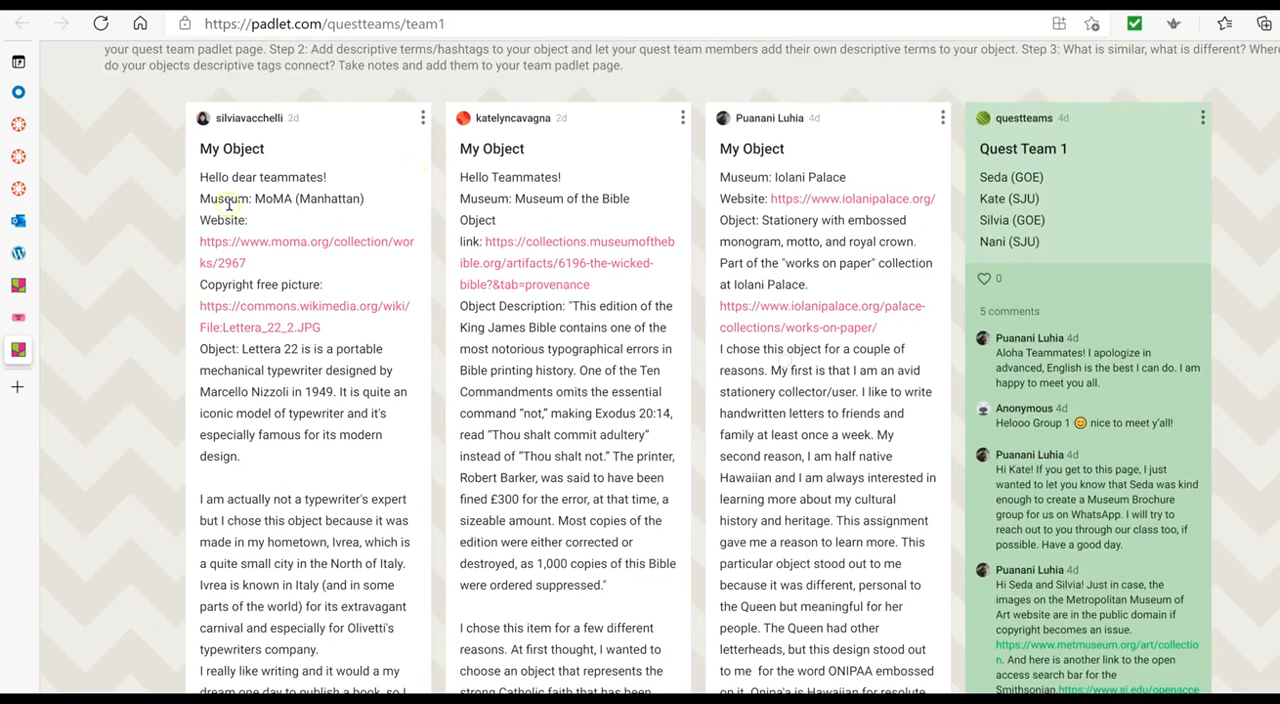 https://padlet.com/questteams/team1
your quest team padlet page. Step 2: Add descriptive terms/hashtags to your object and let your quest team members add their own descriptive terms to your object. Step 3: What is similar, what is different? Where
do your objects descriptive tags connect? Take notes and add them to your team padlet page.
silviavacchelli 2d
My Object
Hello dear teammates!
Museum: MoMA (Manhattan)
Website:
https://www.moma.org/collection/wor
ks/2967
Copyright free picture:
https://commons.wikimedia.org/wiki/
File:Lettera_22_2.JPG
Object: Lettera 22 is is a portable
mechanical typewriter designed by
Marcello Nizzoli in 1949. It is quite an
iconic model of typewriter and it's
especially famous for its modern
design.
I am actually not a typewriter's expert
but I chose this object because it was
made in my hometown, Ivrea, which is
a quite small city in the North of Italy.
Ivrea is known in Italy (and in some
parts of the world) for its extravagant
carnival and especially for Olivetti's
typewriters company.
I really like writing and it would a my
dream one day to publish a book, so I
katelyncavagna 2d
My Object
Hello Teammates!
Museum: Museum of the Bible
Object
link: https://collections.museumoftheb
ible.org/artifacts/6196-the-wicked-
bible?&tab=provenance
Object Description: "This edition of the
King James Bible contains one of the
most notorious typographical errors in
Bible printing history. One of the Ten
Commandments omits the essential
command “not,” making Exodus 20:14,
read “Thou shalt commit adultery”
instead of “Thou shalt not.” The printer,
Robert Barker, was said to have been
fined £300 for the error, at that time, a
sizeable amount. Most copies of the
edition were either corrected or
destroyed, as 1,000 copies of this Bible
were ordered suppressed."
I chose this item for a few different
reasons. At first thought, I wanted to
choose an object that represents the
strong Catholic faith that has been
Puanani Luhia 4d
My Object
Museum: Iolani Palace
Website: https://www.iolanipalace.org/
Object: Stationery with embossed
monogram, motto, and royal crown.
Part of the "works on paper" collection
at Iolani Palace.
https://www.iolanipalace.org/palace-
collections/works-on-paper/
I chose this object for a couple of
reasons. My first is that I am an avid
stationery collector/user. I like to write
handwritten letters to friends and
family at least once a week. My
second reason, I am half native
Hawaiian and I am always interested in
learning more about my cultural
history and heritage. This assignment
gave me a reason to learn more. This
particular object stood out to me
because it was different, personal to
the Queen but meaningful for her
people. The Queen had other
letterheads, but this design stood out
to me for the word ONIPAA embossed
on it. Onipa'a is Hawaiian for resolute
questteams 4d
Quest Team 1
Seda (GOE)
Kate (SJU)
Silvia (GOE)
Nani (SJU)
0
5 comments
Puanani Luhia 4d
Aloha Teammates! I apologize in
advanced, English is the best I can do. I am
happy to meet you all.
Anonymous 4d
Helooo Group 1 😊 nice to meet y'all!
Puanani Luhia 4d
Hi Kate! If you get to this page, I just
wanted to let you know that Seda was kind
enough to create a Museum Brochure
group for us on WhatsApp. I will try to
reach out to you through our class too, if
possible. Have a good day.
Puanani Luhia 4d
Hi Seda and Silvia! Just in case, the
images on the Metropolitan Museum of
Art website are in the public domain if
copyright becomes an issue.
https://www.metmuseum.org/art/collectio
n. And here is another link to the open
access search bar for the
Smithsonian.https://www.si.edu/openacce